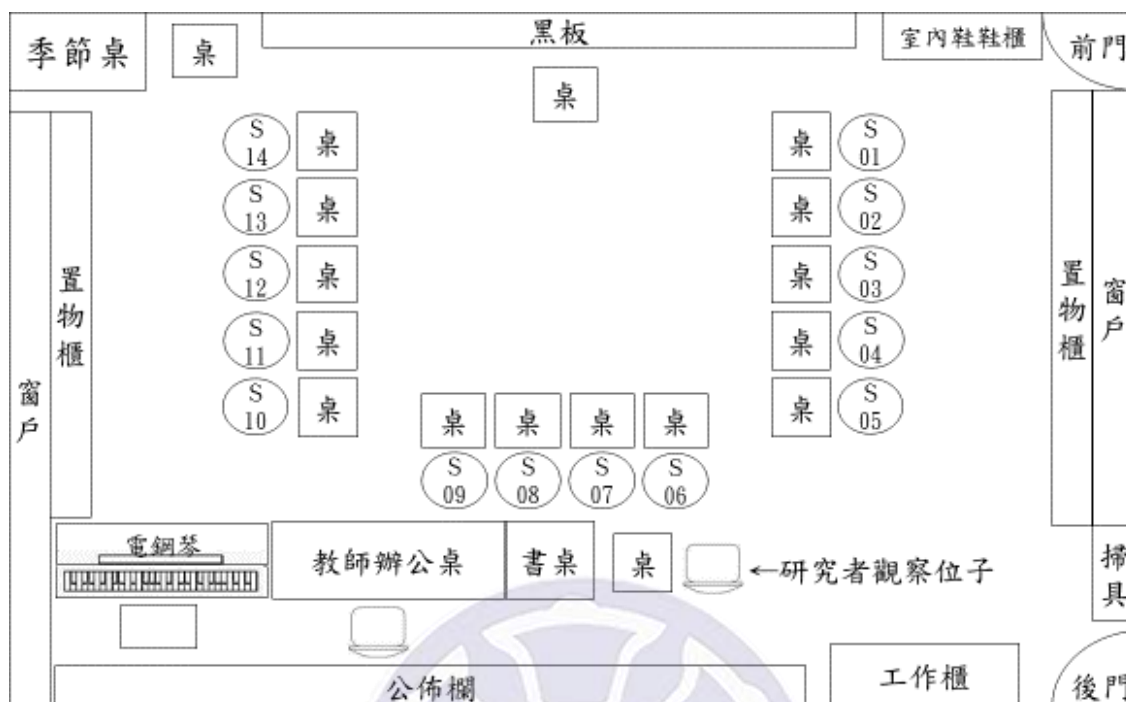 季節桌
桌
黑板
室內鞋鞋櫃
前門
桌
S
14
桌
桌
S
01
S
13
桌
桌
S
02
S
12
桌
桌
S
03
S
11
桌
桌
S
04
S
10
桌
桌
S
05
置物櫃
窗戶
置物櫃
窗戶
桌
桌
桌
桌
S
09
S
08
S
07
S
06
電鋼琴
教師辦公桌
書桌
桌
←研究者觀察位子
掃具
公佈欄
工作櫃
後門